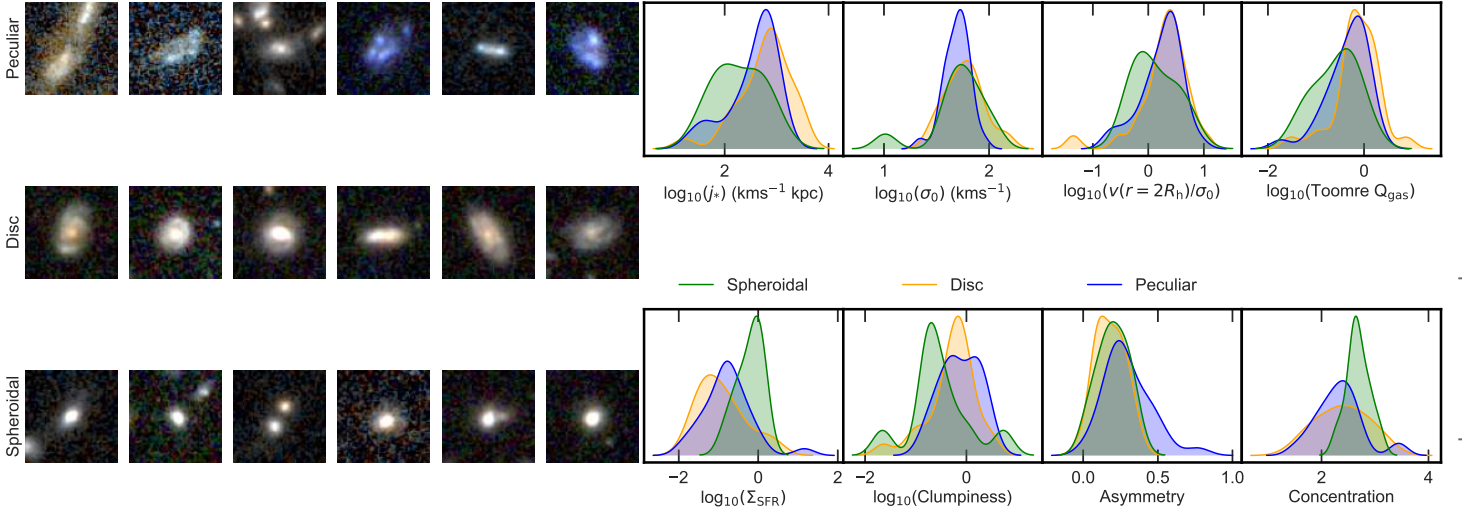 Peculiar
Disc
Spheroidal
2 4
log₁₀(j*) (kms⁻¹ kpc)
1 2
log₁₀(σ₀) (kms⁻¹)
−1 0 1
log₁₀(v(r = 2Rₕ)/σ₀)
−2 0
log₁₀(Toomre Q_gas)
Spheroidal Disc Peculiar
−2 0 2
log₁₀(Σ_SFR)
−2 0
log₁₀(Clumpiness)
0.0 0.5 1.0
Asymmetry
2 4
Concentration